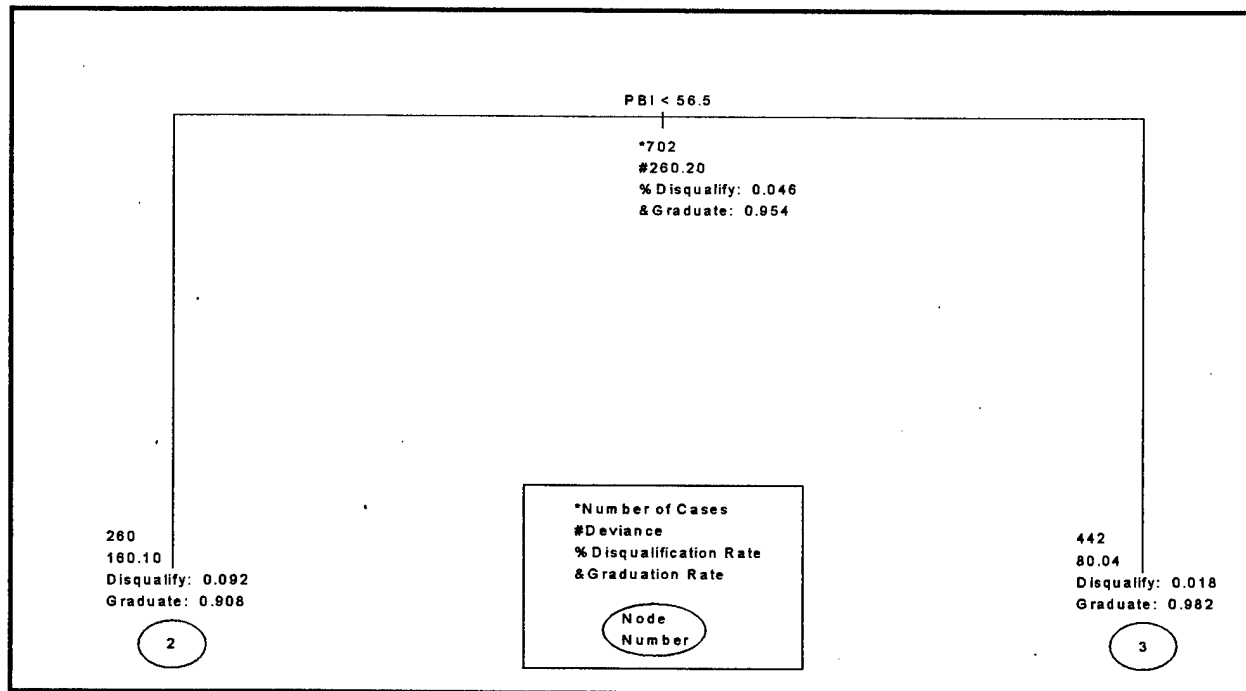 PBI < 56.5
*702
#260.20
%Disqualify: 0.046
&Graduate: 0.954
260
160.10
Disqualify: 0.092
Graduate: 0.908
2
*Number of Cases
#Deviance
%Disqualification Rate
&Graduation Rate
Node
Number
442
80.04
Disqualify: 0.018
Graduate: 0.982
3